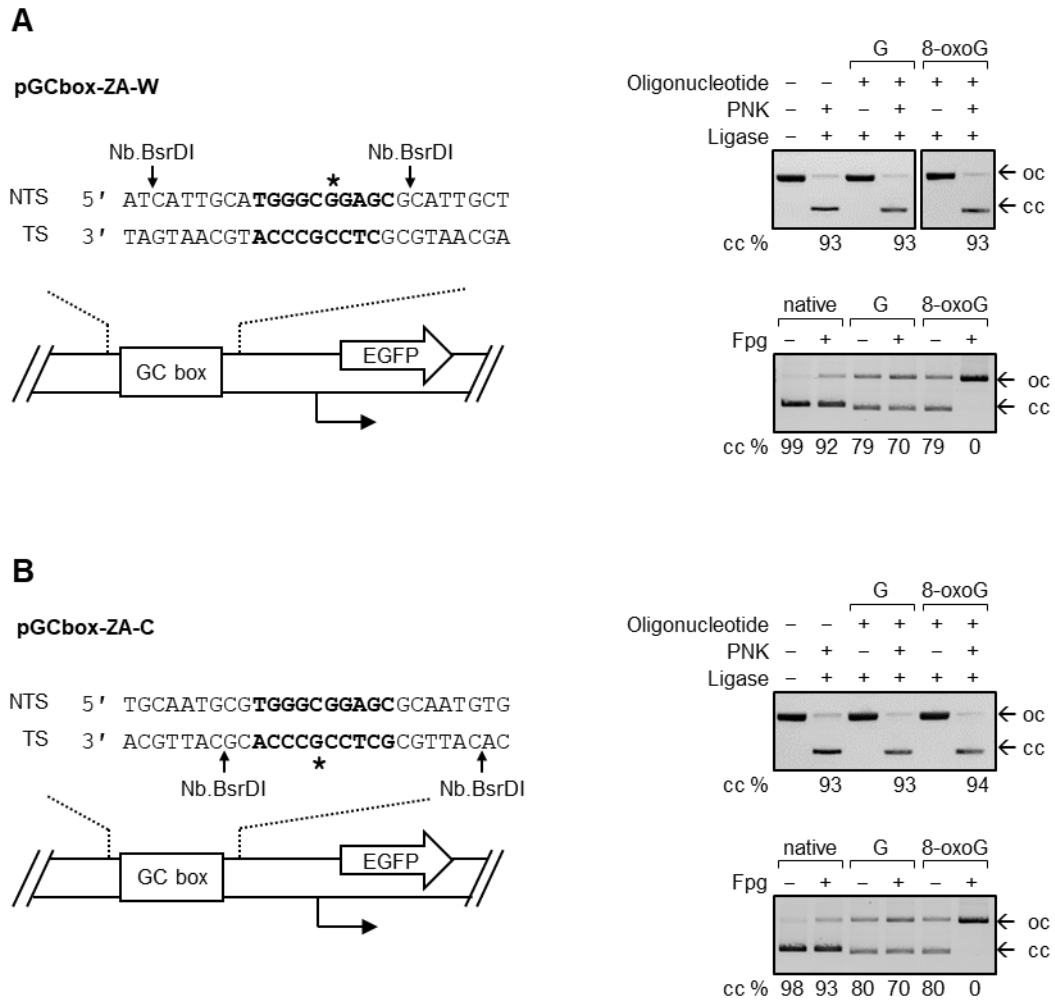 A
pGCbox-ZA-W
Nb.BsrDI Nb.BsrDI
*
NTS 5′ ATCATTGCATGGGCGGAGCGCATTGCT
TS 3′ TAGTAACGTACCCGCCTCGCGTAACGA
GC box EGFP
G 8-oxoG
Oligonucleotide – – + + + +
PNK – + – + – +
Ligase – + + + + +
← oc
← cc
cc % 93 93 93
native G 8-oxoG
Fpg – + – + – +
← oc
← cc
cc % 99 92 79 70 79 0
B
pGCbox-ZA-C
NTS 5′ TGCAATGCGTGGGCGGAGCGCAATGTG
TS 3′ ACGTTACGCACCCGCCTCGCGTTACAC
*
Nb.BsrDI Nb.BsrDI
GC box EGFP
G 8-oxoG
Oligonucleotide – – + + + +
PNK – + – + – +
Ligase – + + + + +
← oc
← cc
cc % 93 93 94
native G 8-oxoG
Fpg – + – + – +
← oc
← cc
cc % 98 93 80 70 80 0